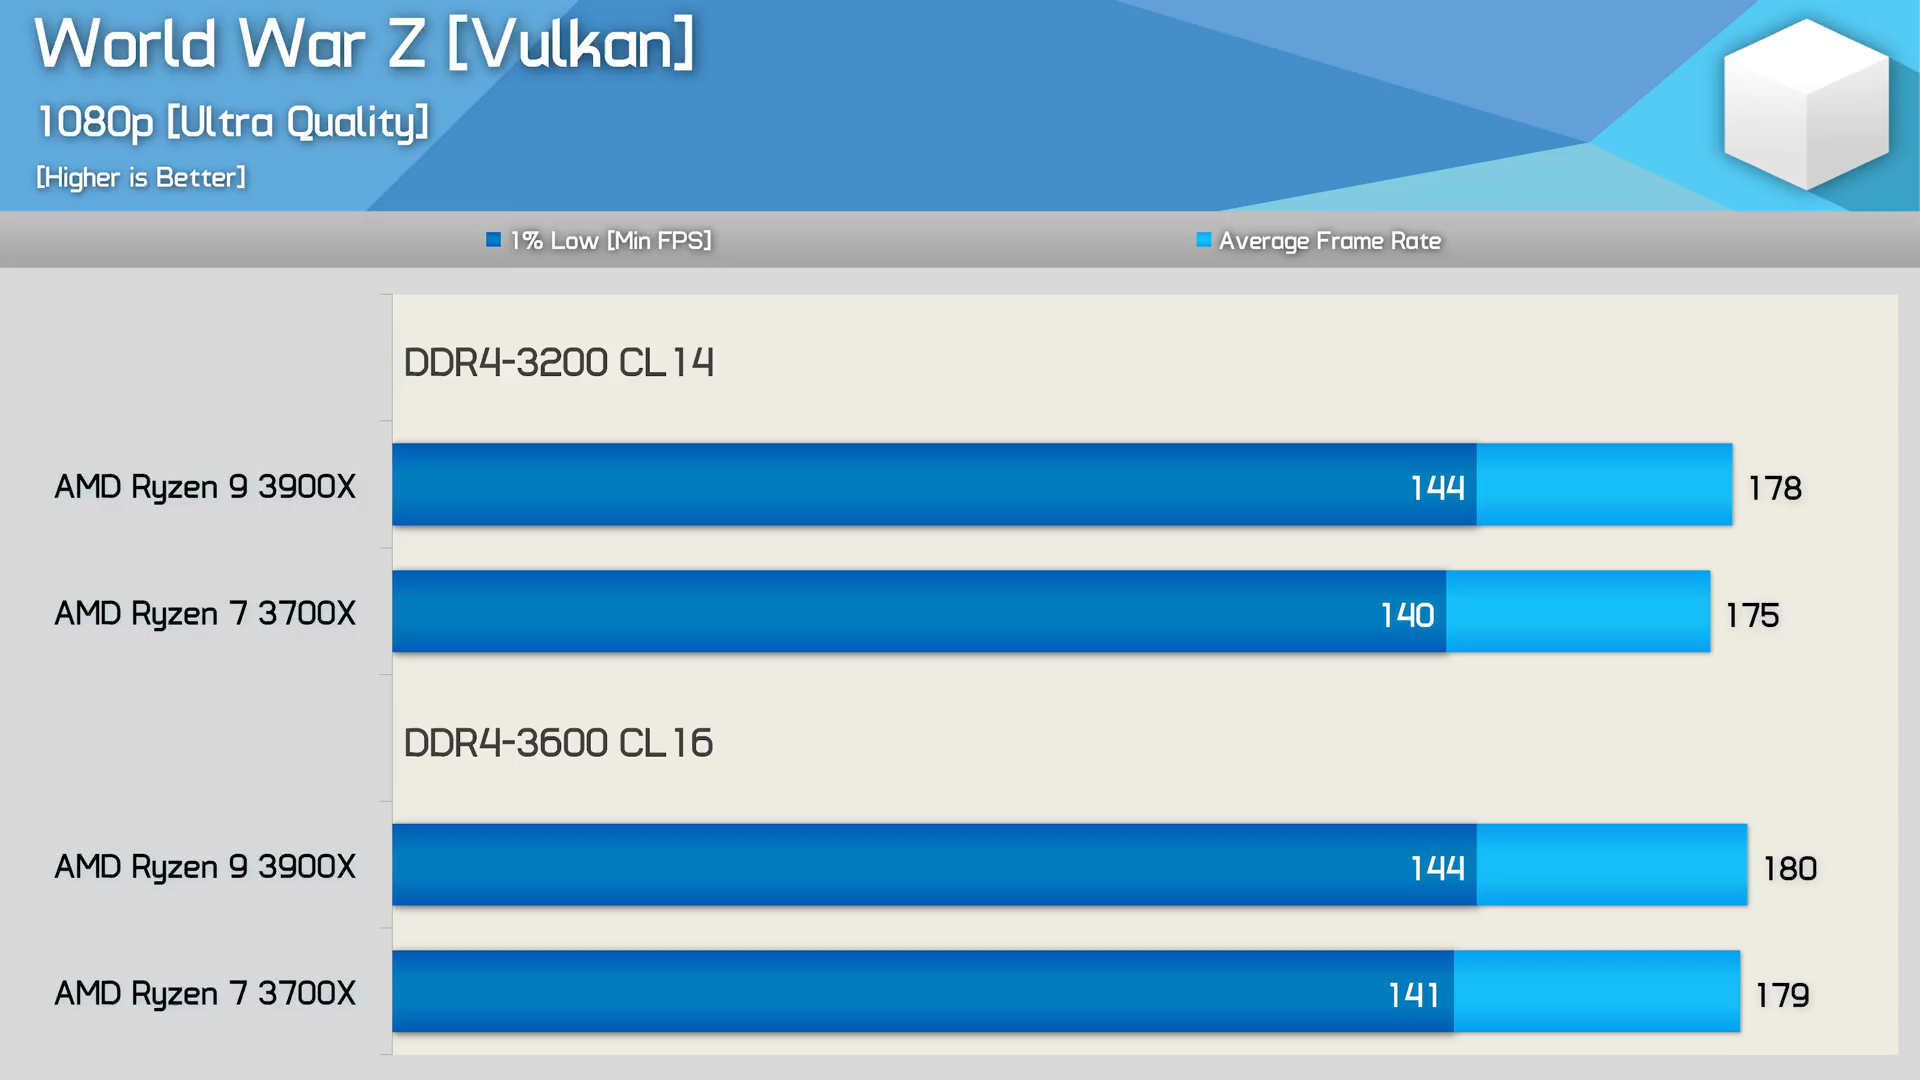 World War Z [Vulkan]
1080p [Ultra Quality]
[Higher is Better]
1% Low [Min FPS]
Average Frame Rate
DDR4-3200 CL14
AMD Ryzen 9 3900X
144
178
AMD Ryzen 7 3700X
140
175
DDR4-3600 CL16
AMD Ryzen 9 3900X
144
180
AMD Ryzen 7 3700X
141
179